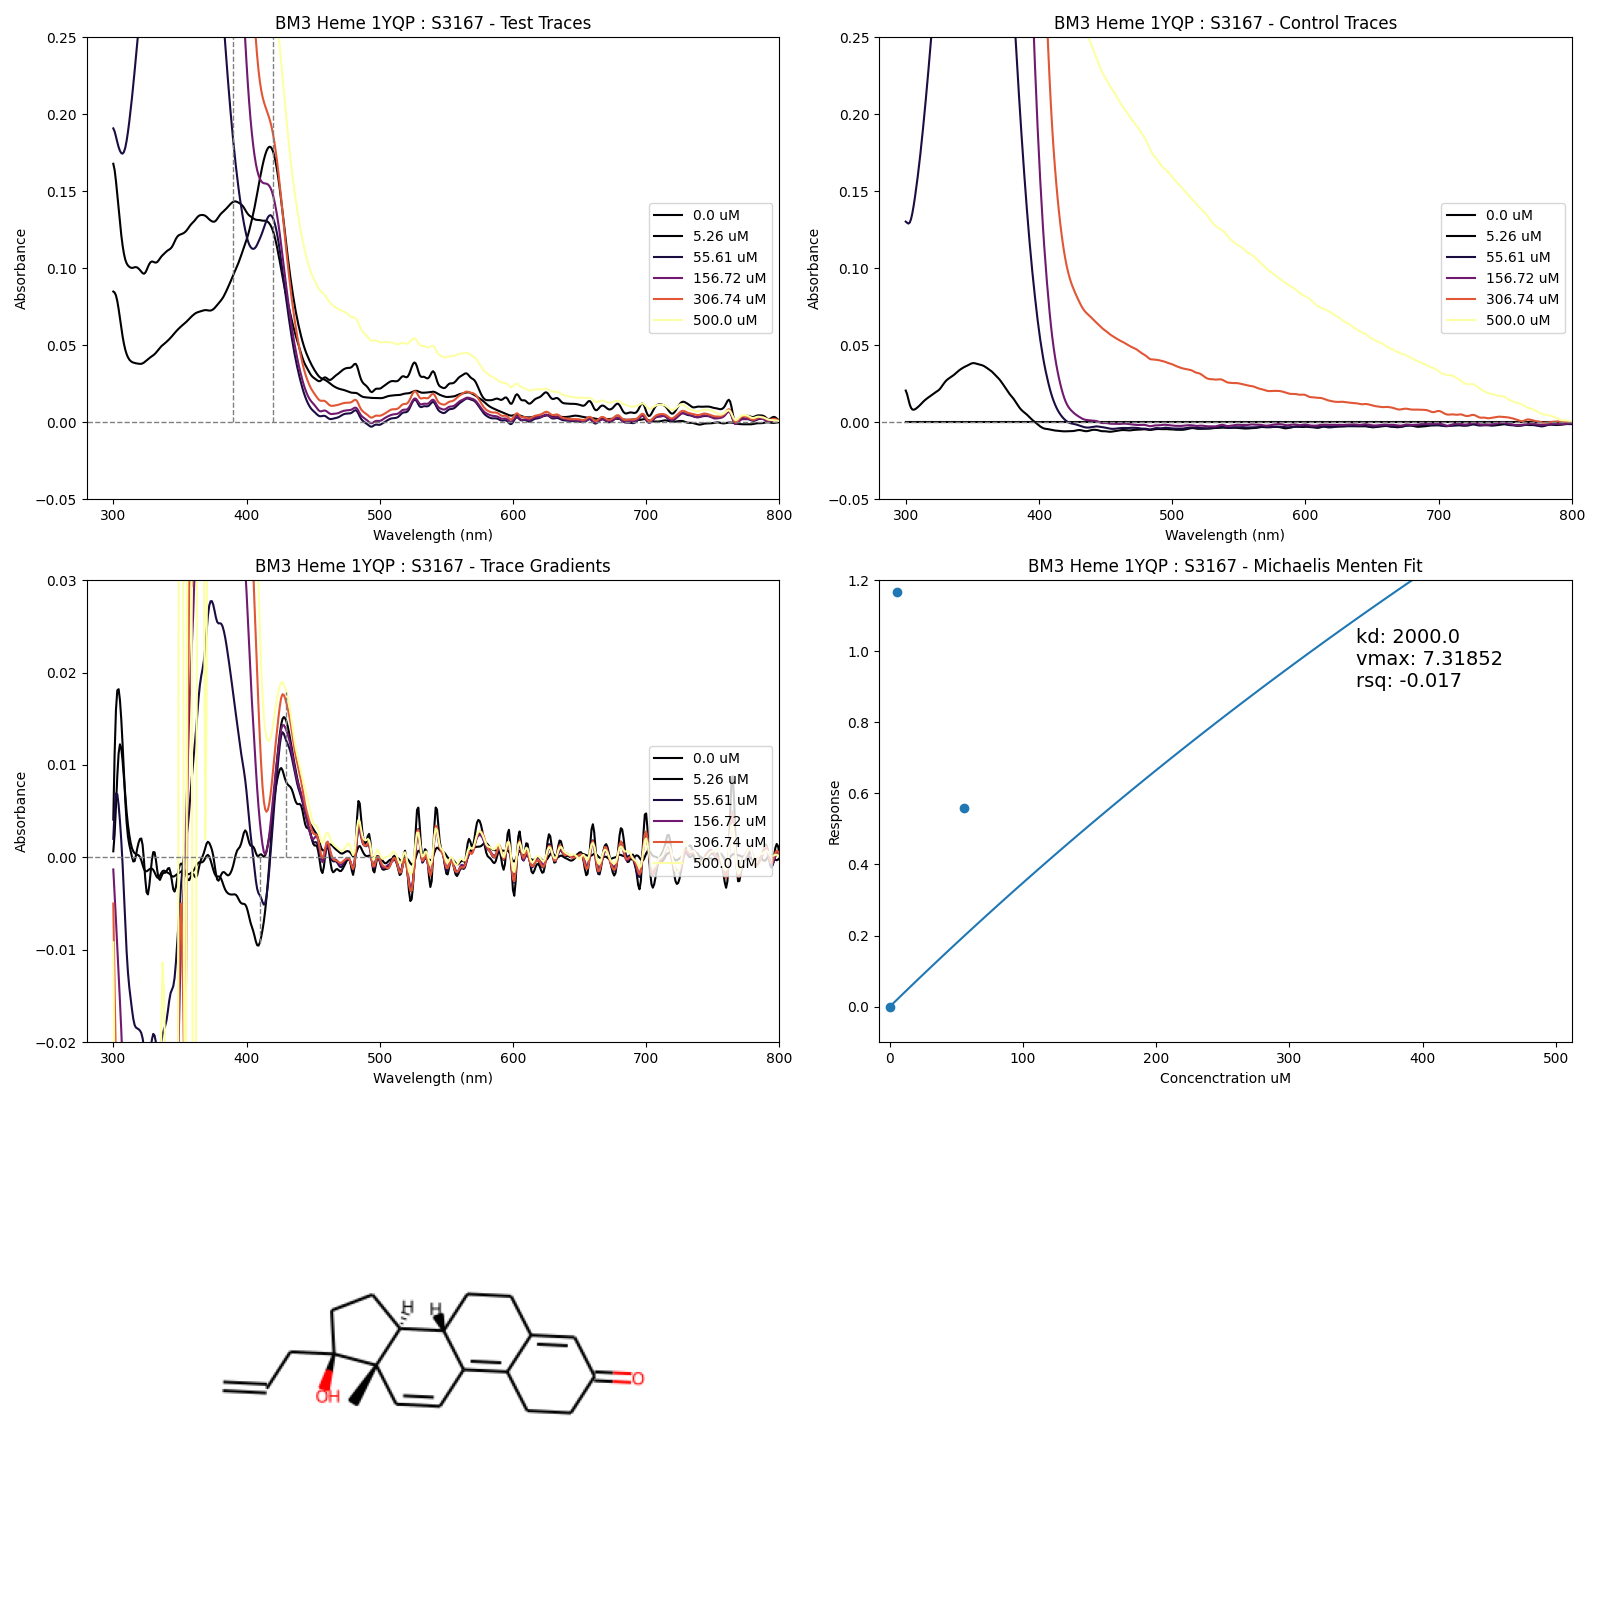 BM3 Heme 1YQP : S3167 - Test Traces
0.25
0.20
0.15
0.10
0.05
0.00
−0.05
Absorbance
300 400 500 600 700 800
Wavelength (nm)
0.0 uM
5.26 uM
55.61 uM
156.72 uM
306.74 uM
500.0 uM
BM3 Heme 1YQP : S3167 - Control Traces
0.25
0.20
0.15
0.10
0.05
0.00
−0.05
Absorbance
300 400 500 600 700 800
Wavelength (nm)
0.0 uM
5.26 uM
55.61 uM
156.72 uM
306.74 uM
500.0 uM
BM3 Heme 1YQP : S3167 - Trace Gradients
0.03
0.02
0.01
0.00
−0.01
−0.02
Absorbance
300 400 500 600 700 800
Wavelength (nm)
0.0 uM
5.26 uM
55.61 uM
156.72 uM
306.74 uM
500.0 uM
BM3 Heme 1YQP : S3167 - Michaelis Menten Fit
1.2
1.0
0.8
0.6
0.4
0.2
0.0
Response
kd: 2000.0
vmax: 7.31852
rsq: -0.017
0 100 200 300 400 500
Concenctration uM
H H
O
OH